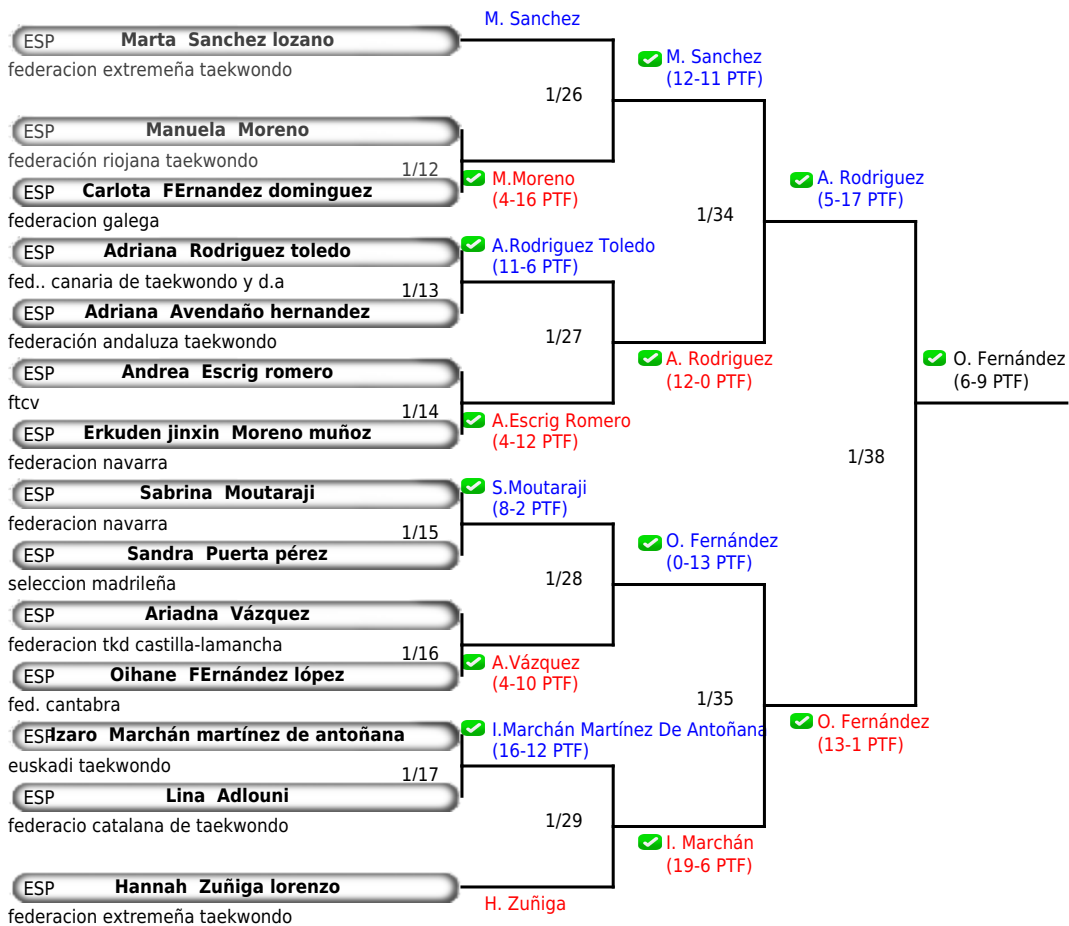 M. Sanchez
ESP Marta Sanchez lozano
federacion extremeña taekwondo
M. Sanchez
(12-11 PTF)
1/26
ESP Manuela Moreno
federación riojana taekwondo
1/12
M.Moreno
(4-16 PTF)
ESP Carlota FErnandez dominguez
federacion galega
A. Rodriguez
(5-17 PTF)
1/34
ESP Adriana Rodriguez toledo
A.Rodriguez Toledo
(11-6 PTF)
fed.. canaria de taekwondo y d.a
1/13
ESP Adriana Avendaño hernandez
federación andaluza taekwondo
1/27
A. Rodriguez
(12-0 PTF)
O. Fernández
(6-9 PTF)
ESP Andrea Escrig romero
ftcv
1/14
A.Escrig Romero
(4-12 PTF)
ESP Erkuden jinxin Moreno muñoz
federacion navarra
1/38
ESP Sabrina Moutaraji
S.Moutaraji
(8-2 PTF)
federacion navarra
1/15
O. Fernández
(0-13 PTF)
ESP Sandra Puerta pérez
seleccion madrileña
1/28
ESP Ariadna Vázquez
federacion tkd castilla-lamancha
1/16
A.Vázquez
(4-10 PTF)
ESP Oihane FErnández lópez
fed. cantabra
1/35
O. Fernández
(13-1 PTF)
ESP Izaro Marchán martínez de antoñana
I.Marchán Martínez De Antoñana
(16-12 PTF)
euskadi taekwondo
1/17
ESP Lina Adlouni
federacio catalana de taekwondo
1/29
I. Marchán
(19-6 PTF)
ESP Hannah Zuñiga lorenzo
H. Zuñiga
federacion extremeña taekwondo